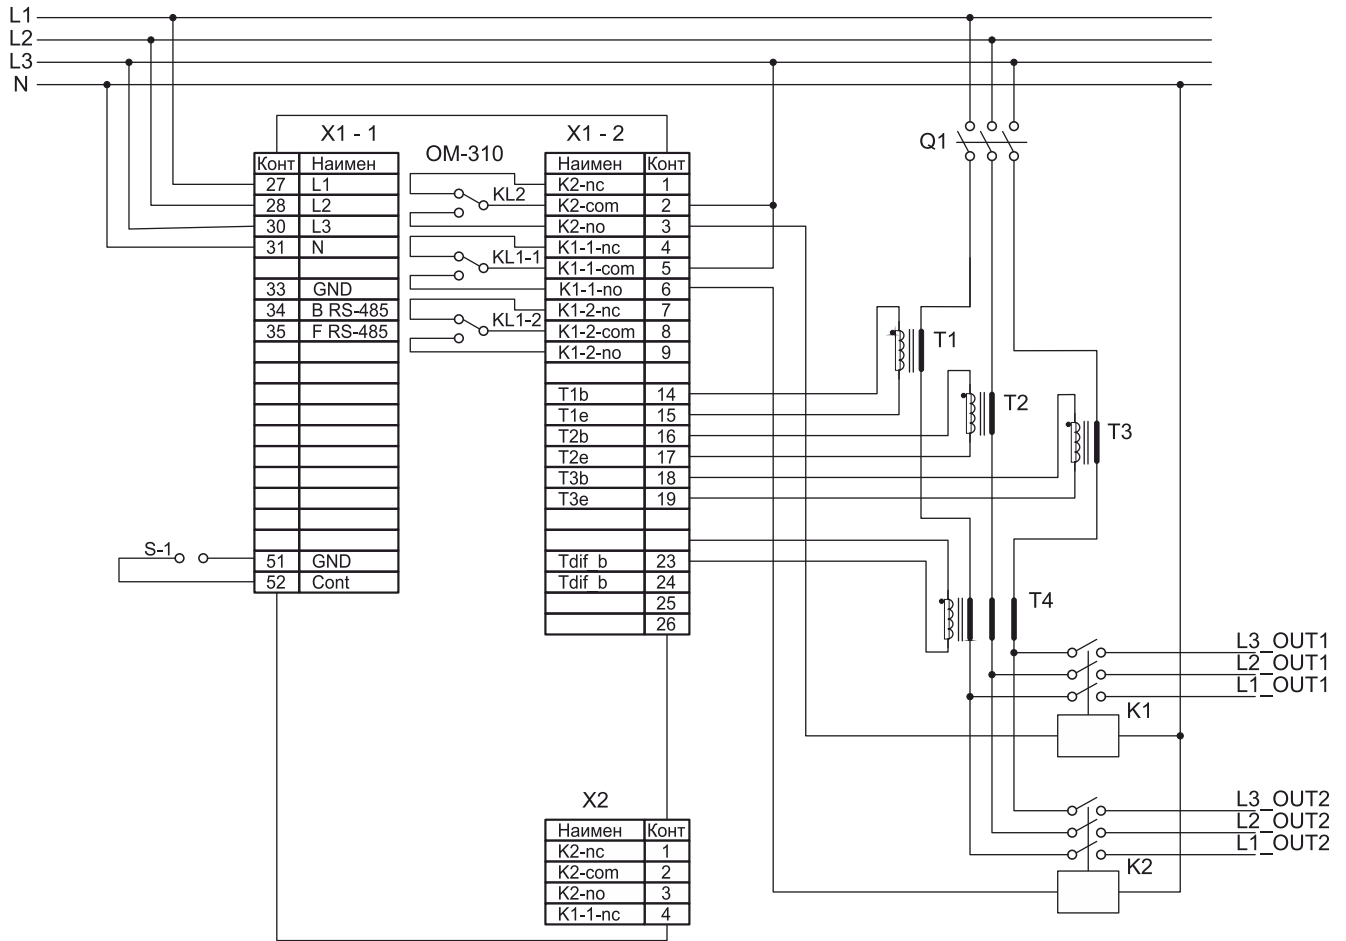 L1
L2
L3
N
X1 - 1
Конт Наимен
27 L1
28 L2
30 L3
31 N
33 GND
34 B RS-485
35 F RS-485
51 GND
52 Cont
S-1
OM-310
KL2
KL1-1
KL1-2
X1 - 2
Наимен Конт
K2-nc 1
K2-com 2
K2-no 3
K1-1-nc 4
K1-1-com 5
K1-1-no 6
K1-2-nc 7
K1-2-com 8
K1-2-no 9
T1b 14
T1e 15
T2b 16
T2e 17
T3b 18
T3e 19
Tdif_b 23
Tdif_b 24
25
26
X2
Наимен Конт
K2-nc 1
K2-com 2
K2-no 3
K1-1-nc 4
Q1
T1
T2
T3
T4
L3_OUT1
L2_OUT1
L1_OUT1
K1
L3_OUT2
L2_OUT2
L1_OUT2
K2